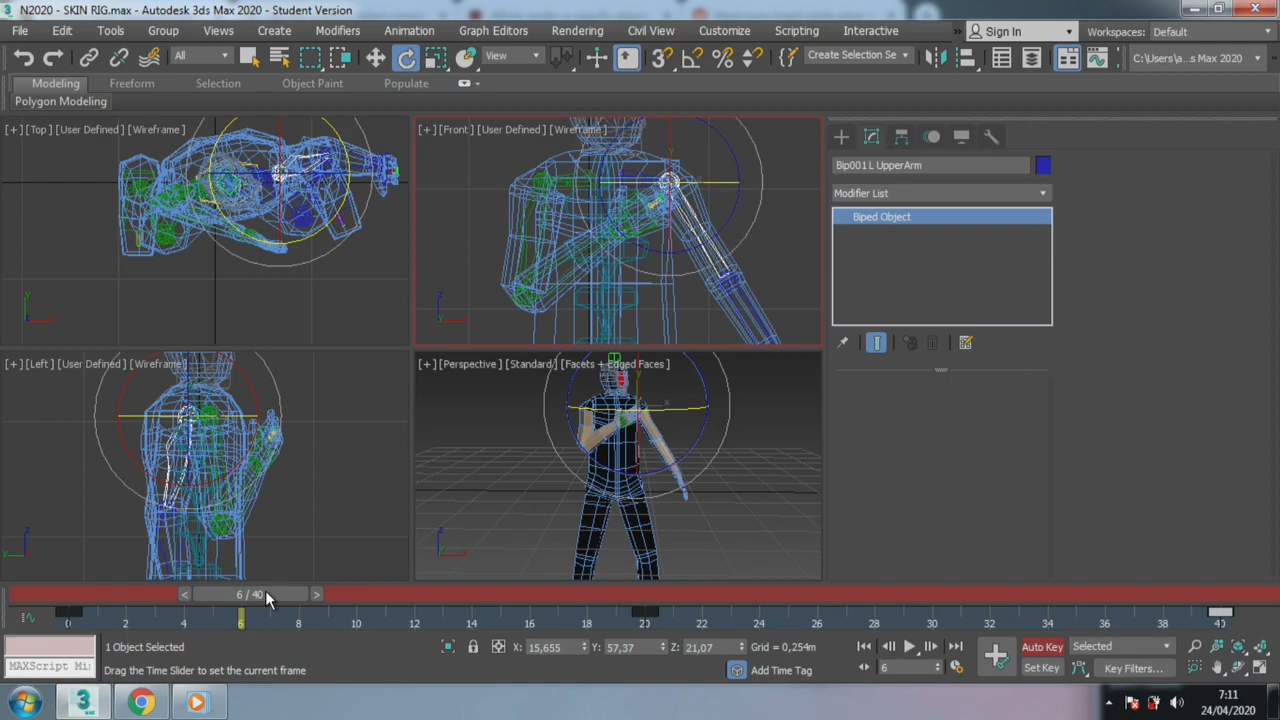 N2020 - SKIN RIG.max - Autodesk 3ds Max 2020 - Student Version
File Edit Tools Group Views Create Modifiers Animation Graph Editors Rendering Civil View Customize Scripting Interactive » Sign In Workspaces: Default
All View Create Selection Se C:\Users\a...s Max 2020
Modeling Freeform Selection Object Paint Populate
Polygon Modeling
[+] [Top] [User Defined] [Wireframe]
[+] [Front] [User Defined] [Wireframe]
Bip001 L UpperArm
Modifier List
Biped Object
[+] [Left] [User Defined] [Wireframe]
[+] [Perspective] [Standard] [Facets + Edged Faces]
< 6 / 40 >
0 2 4 6 8 10 12 14 16 18 20 22 24 26 28 30 32 34 36 38 40
1 Object Selected X: 15,655 Y: 57,37 Z: 21,07 Grid = 0,254m Auto Key Selected
MAXScript Mi Drag the Time Slider to set the current frame Add Time Tag 6 Set Key Key Filters...
7:11
24/04/2020